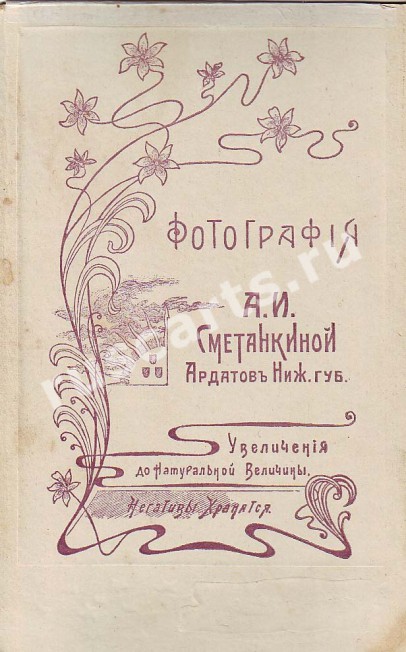 Фотографія
А.И.
Сметанкиной
Ардатовъ Ниж. губ.
Увеличенія
до Натуральной Величины.
Негативы Хранятся.